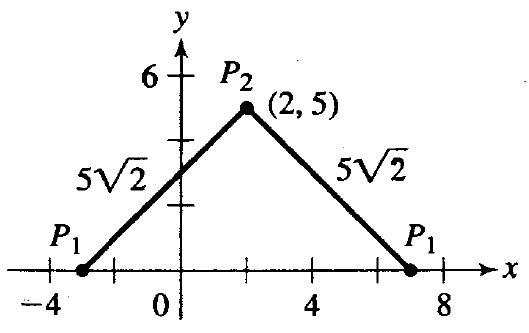 y
6 P₂
(2, 5)
5√2 5√2
P₁ P₁
x
−4 0 4 8